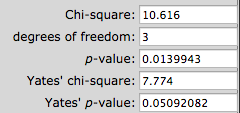 Chi-square: 10.616
degrees of freedom: 3
p-value: 0.0139943
Yates' chi-square: 7.774
Yates' p-value: 0.05092082